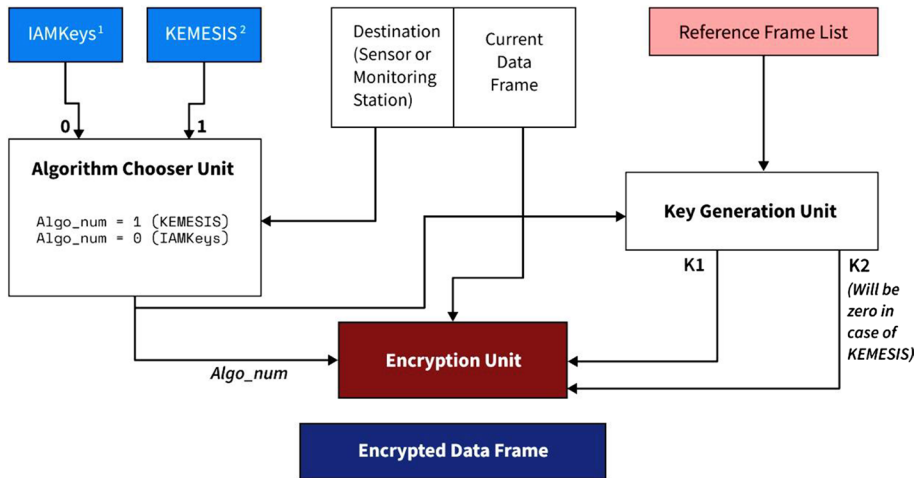 IAMKeys¹
KEMESIS²
Destination
(Sensor or
Monitoring
Station)
Current
Data
Frame
Reference Frame List
0
1
Algorithm Chooser Unit
Algo_num = 1 (KEMESIS)
Algo_num = 0 (IAMKeys)
Key Generation Unit
K1
K2
(Will be
zero in
case of
KEMESIS)
Encryption Unit
Algo_num
Encrypted Data Frame